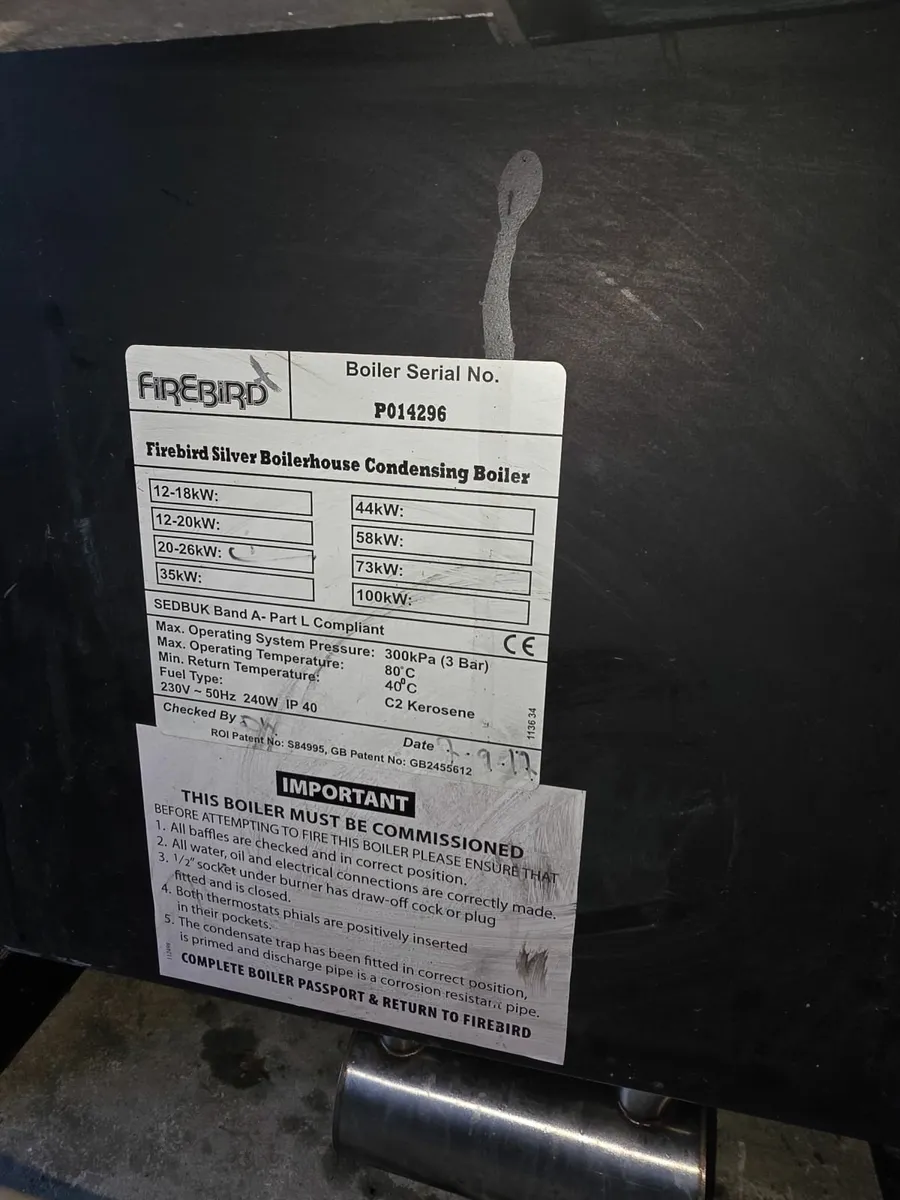 FiREBiRD
Boiler Serial No.
P014296
Firebird Silver Boilerhouse Condensing Boiler
12-18kW:
12-20kW:
20-26kW:
35kW:
44kW:
58kW:
73kW:
100kW:
SEDBUK Band A- Part L Compliant
CE
Max. Operating System Pressure: 300kPa (3 Bar)
Max. Operating Temperature: 80°C
Min. Return Temperature: 40°C
Fuel Type: C2 Kerosene
230V ~ 50Hz 240W IP 40
113634
Checked By
Date 7.9.17
ROI Patent No: S84995, GB Patent No: GB2455612
IMPORTANT
THIS BOILER MUST BE COMMISSIONED
BEFORE ATTEMPTING TO FIRE THIS BOILER PLEASE ENSURE THAT
1. All baffles are checked and in correct position.
2. All water, oil and electrical connections are correctly made.
3. 1/2" socket under burner has draw-off cock or plug
fitted and is closed.
4. Both thermostats phials are positively inserted
in their pockets.
5. The condensate trap has been fitted in correct position,
is primed and discharge pipe is a corrosion resistant pipe.
COMPLETE BOILER PASSPORT & RETURN TO FIREBIRD